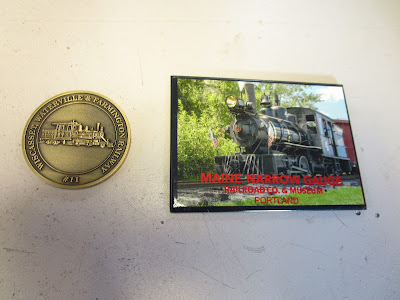 WISCASSET, WATERVILLE & FARMINGTON RAILWAY
#11
MAINE NARROW GAUGE
RAILROAD CO. & MUSEUM
PORTLAND